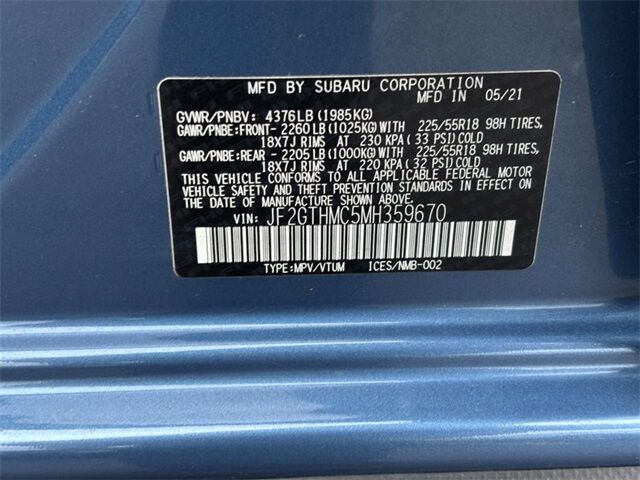 MFD BY SUBARU CORPORATION
MFD IN 05/21
GVWR/PNBV: 4376LB (1985KG)
GAWR/PNBE: FRONT- 2260LB (1025KG) WITH 225/55R18 98H TIRES,
18X7J RIMS AT 230 KPA (33 PSI) COLD
GAWR/PNBE: REAR - 2205LB (1000KG) WITH 225/55R18 98H TIRES,
18X7J RIMS AT 220 KPA (32 PSI) COLD
THIS VEHICLE CONFORMS TO ALL APPLICABLE FEDERAL MOTOR
VEHICLE SAFETY AND THEFT PREVENTION STANDARDS IN EFFECT ON
THE DATE OF MANUFACTURE SHOWN ABOVE.
VIN: JF2GTHMC5MH359670
TYPE:MPV/VTUM ICES/NMB-002